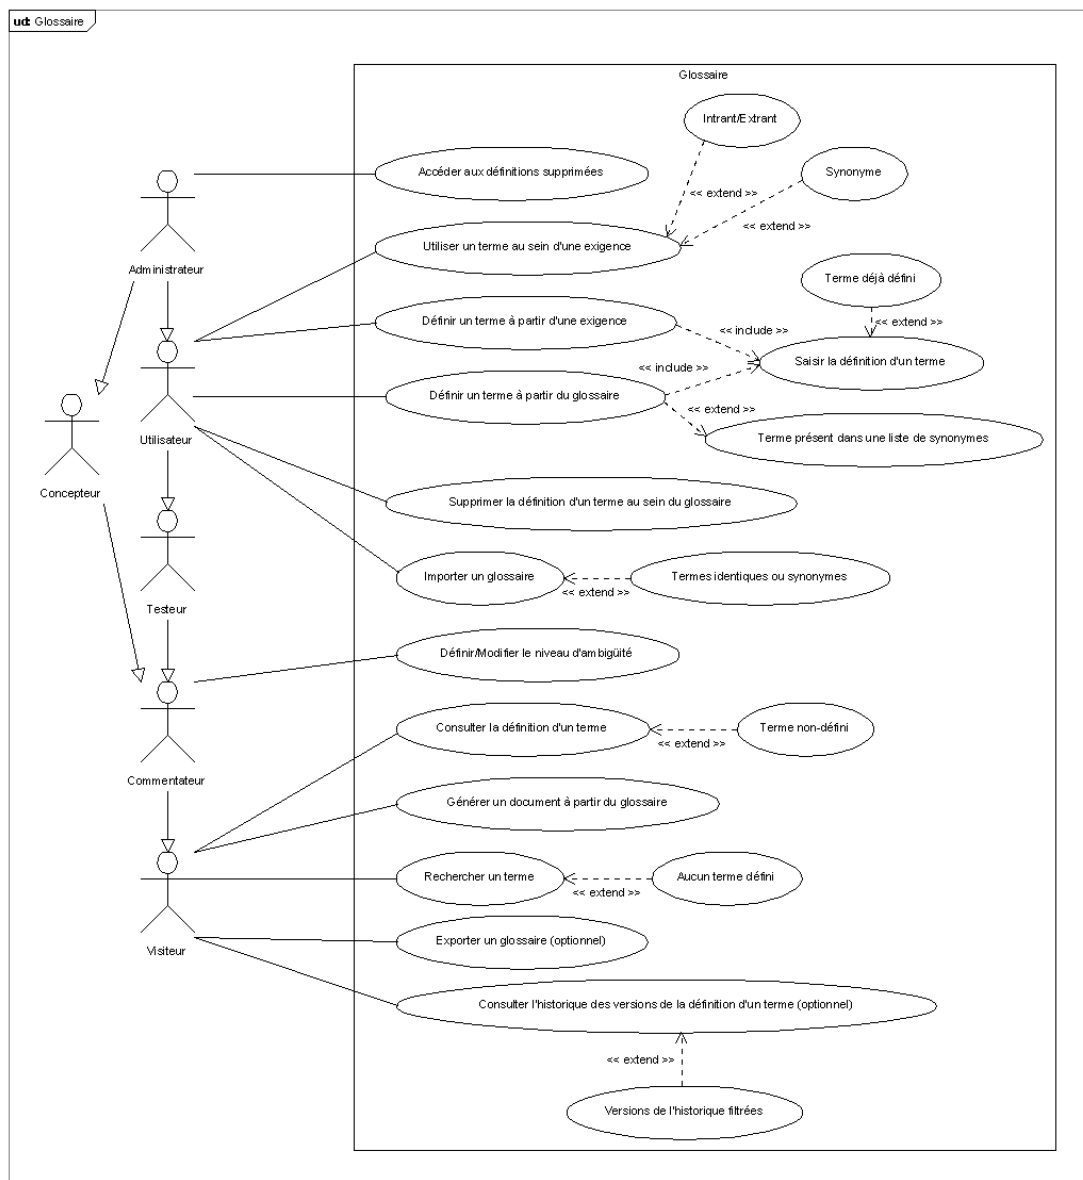 ud: Glossaire
Glossaire
Intrant/Extrant
Accéder aux définitions supprimées
Synonyme
<< extend >>
<< extend >>
Utiliser un terme au sein d'une exigence
Administrateur
Terme déjà défini
Définir un terme à partir d'une exigence
<< include >>
<< extend >>
Saisir la définition d'un terme
<< include >>
Définir un terme à partir du glossaire
<< extend >>
Utilisateur
Terme présent dans une liste de synonymes
Concepteur
Supprimer la définition d'un terme au sein du glossaire
Importer un glossaire
Termes identiques ou synonymes
<< extend >>
Testeur
Définir/Modifier le niveau d'ambigüité
Consulter la définition d'un terme
Terme non-défini
<< extend >>
Commentateur
Générer un document à partir du glossaire
Rechercher un terme
Aucun terme défini
<< extend >>
Exporter un glossaire (optionnel)
Visiteur
Consulter l'historique des versions de la définition d'un terme (optionnel)
<< extend >>
Versions de l'historique filtrées